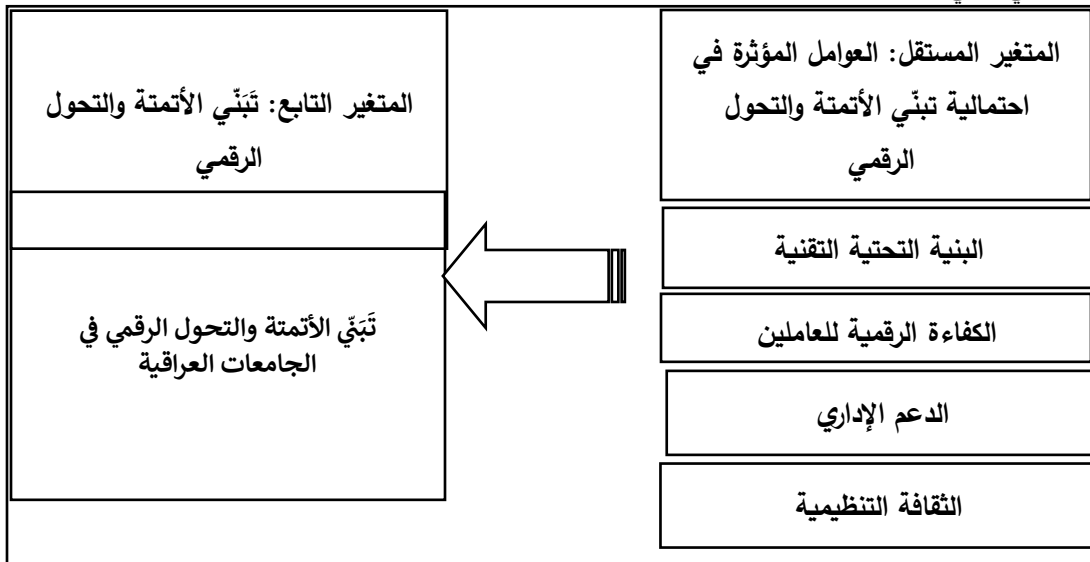 المتغير المستقل: العوامل المؤثرة في
احتمالية تبنّي الأتمتة والتحول
الرقمي
البنية التحتية التقنية
الكفاءة الرقمية للعاملين
الدعم الإداري
الثقافة التنظيمية
المتغير التابع: تَبَنّي الأتمتة والتحول
الرقمي
تَبَنّي الأتمتة والتحول الرقمي في
الجامعات العراقية